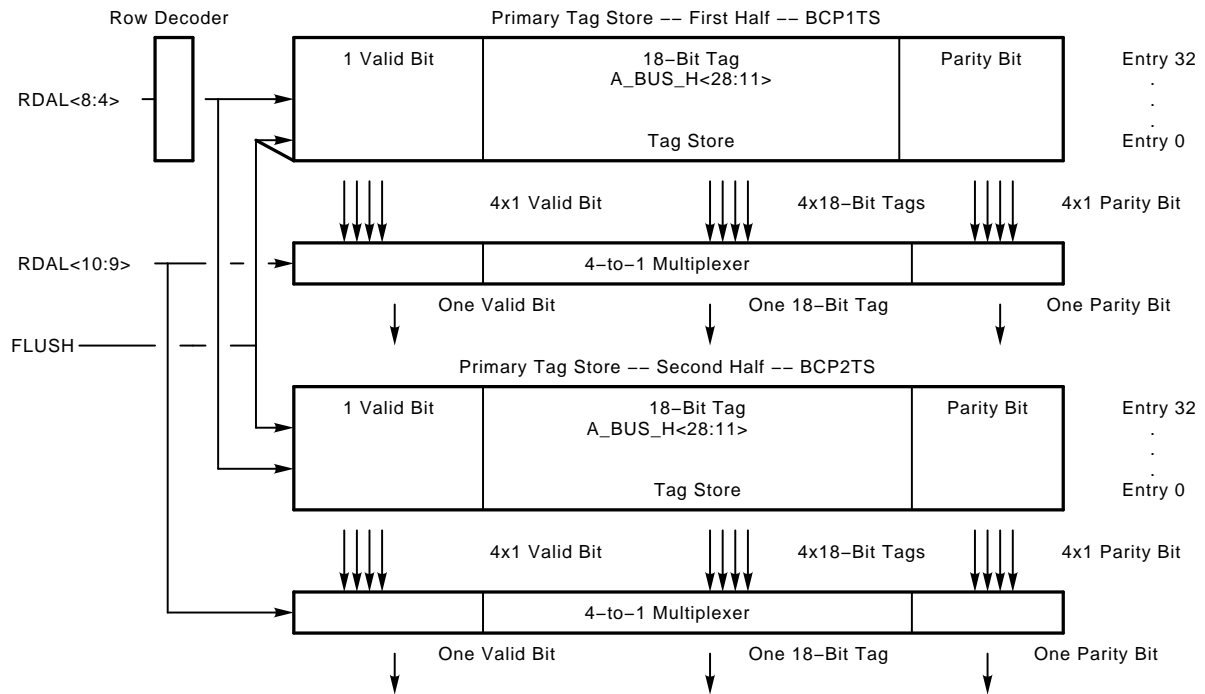 Row Decoder
Primary Tag Store −− First Half −− BCP1TS
1 Valid Bit
18−Bit Tag
A_BUS_H<28:11>
Parity Bit
Entry 32
.
.
.
Entry 0
RDAL<8:4>
Tag Store
4x1 Valid Bit
4x18−Bit Tags
4x1 Parity Bit
RDAL<10:9>
4−to−1 Multiplexer
One Valid Bit
One 18−Bit Tag
One Parity Bit
FLUSH
Primary Tag Store −− Second Half −− BCP2TS
1 Valid Bit
18−Bit Tag
A_BUS_H<28:11>
Parity Bit
Entry 32
.
.
.
Entry 0
Tag Store
4x1 Valid Bit
4x18−Bit Tags
4x1 Parity Bit
4−to−1 Multiplexer
One Valid Bit
One 18−Bit Tag
One Parity Bit